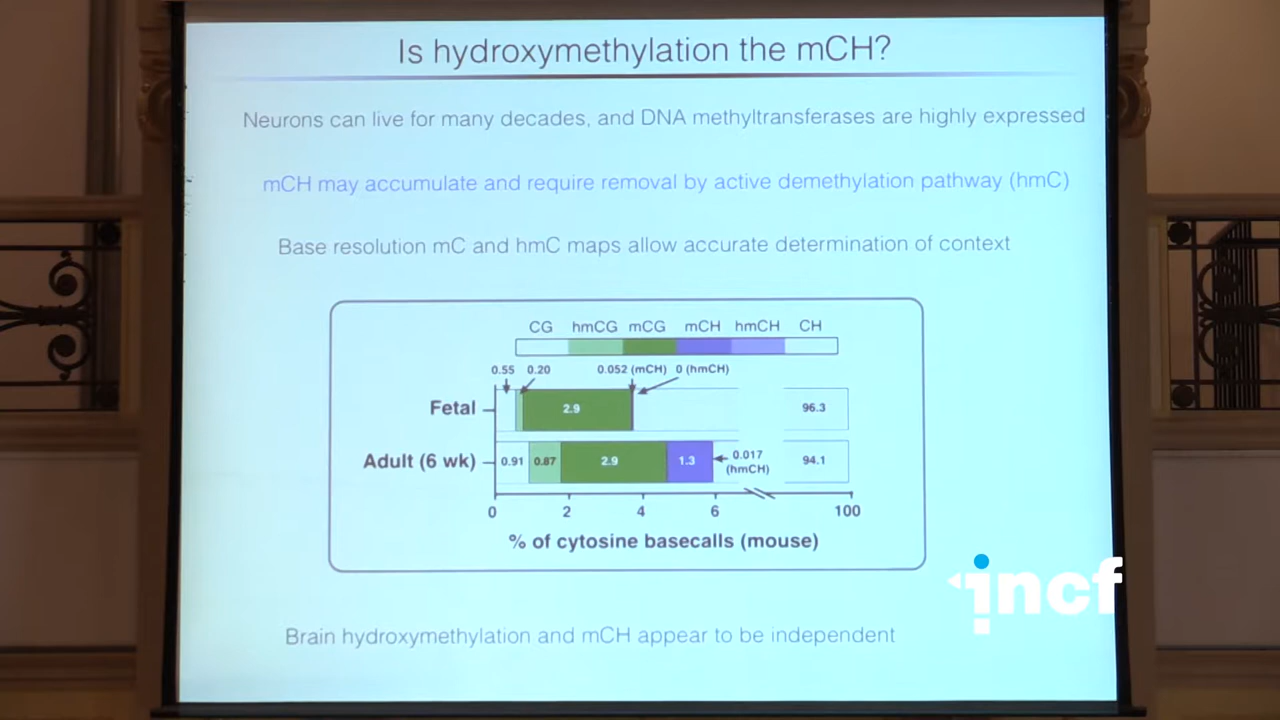 Is hydroxymethylation the mCH?
Neurons can live for many decades, and DNA methyltransferases are highly expressed
mCH may accumulate and require removal by active demethylation pathway (hmC)
Base resolution mC and hmC maps allow accurate determination of context
CG hmCG mCG mCH hmCH CH
0.55 0.20 0.052 (mCH) 0 (hmCH)
Fetal 2.9 96.3
Adult (6 wk) 0.91 0.87 2.9 1.3 0.017 (hmCH) 94.1
0 2 4 6 100
% of cytosine basecalls (mouse)
incf
Brain hydroxymethylation and mCH appear to be independent